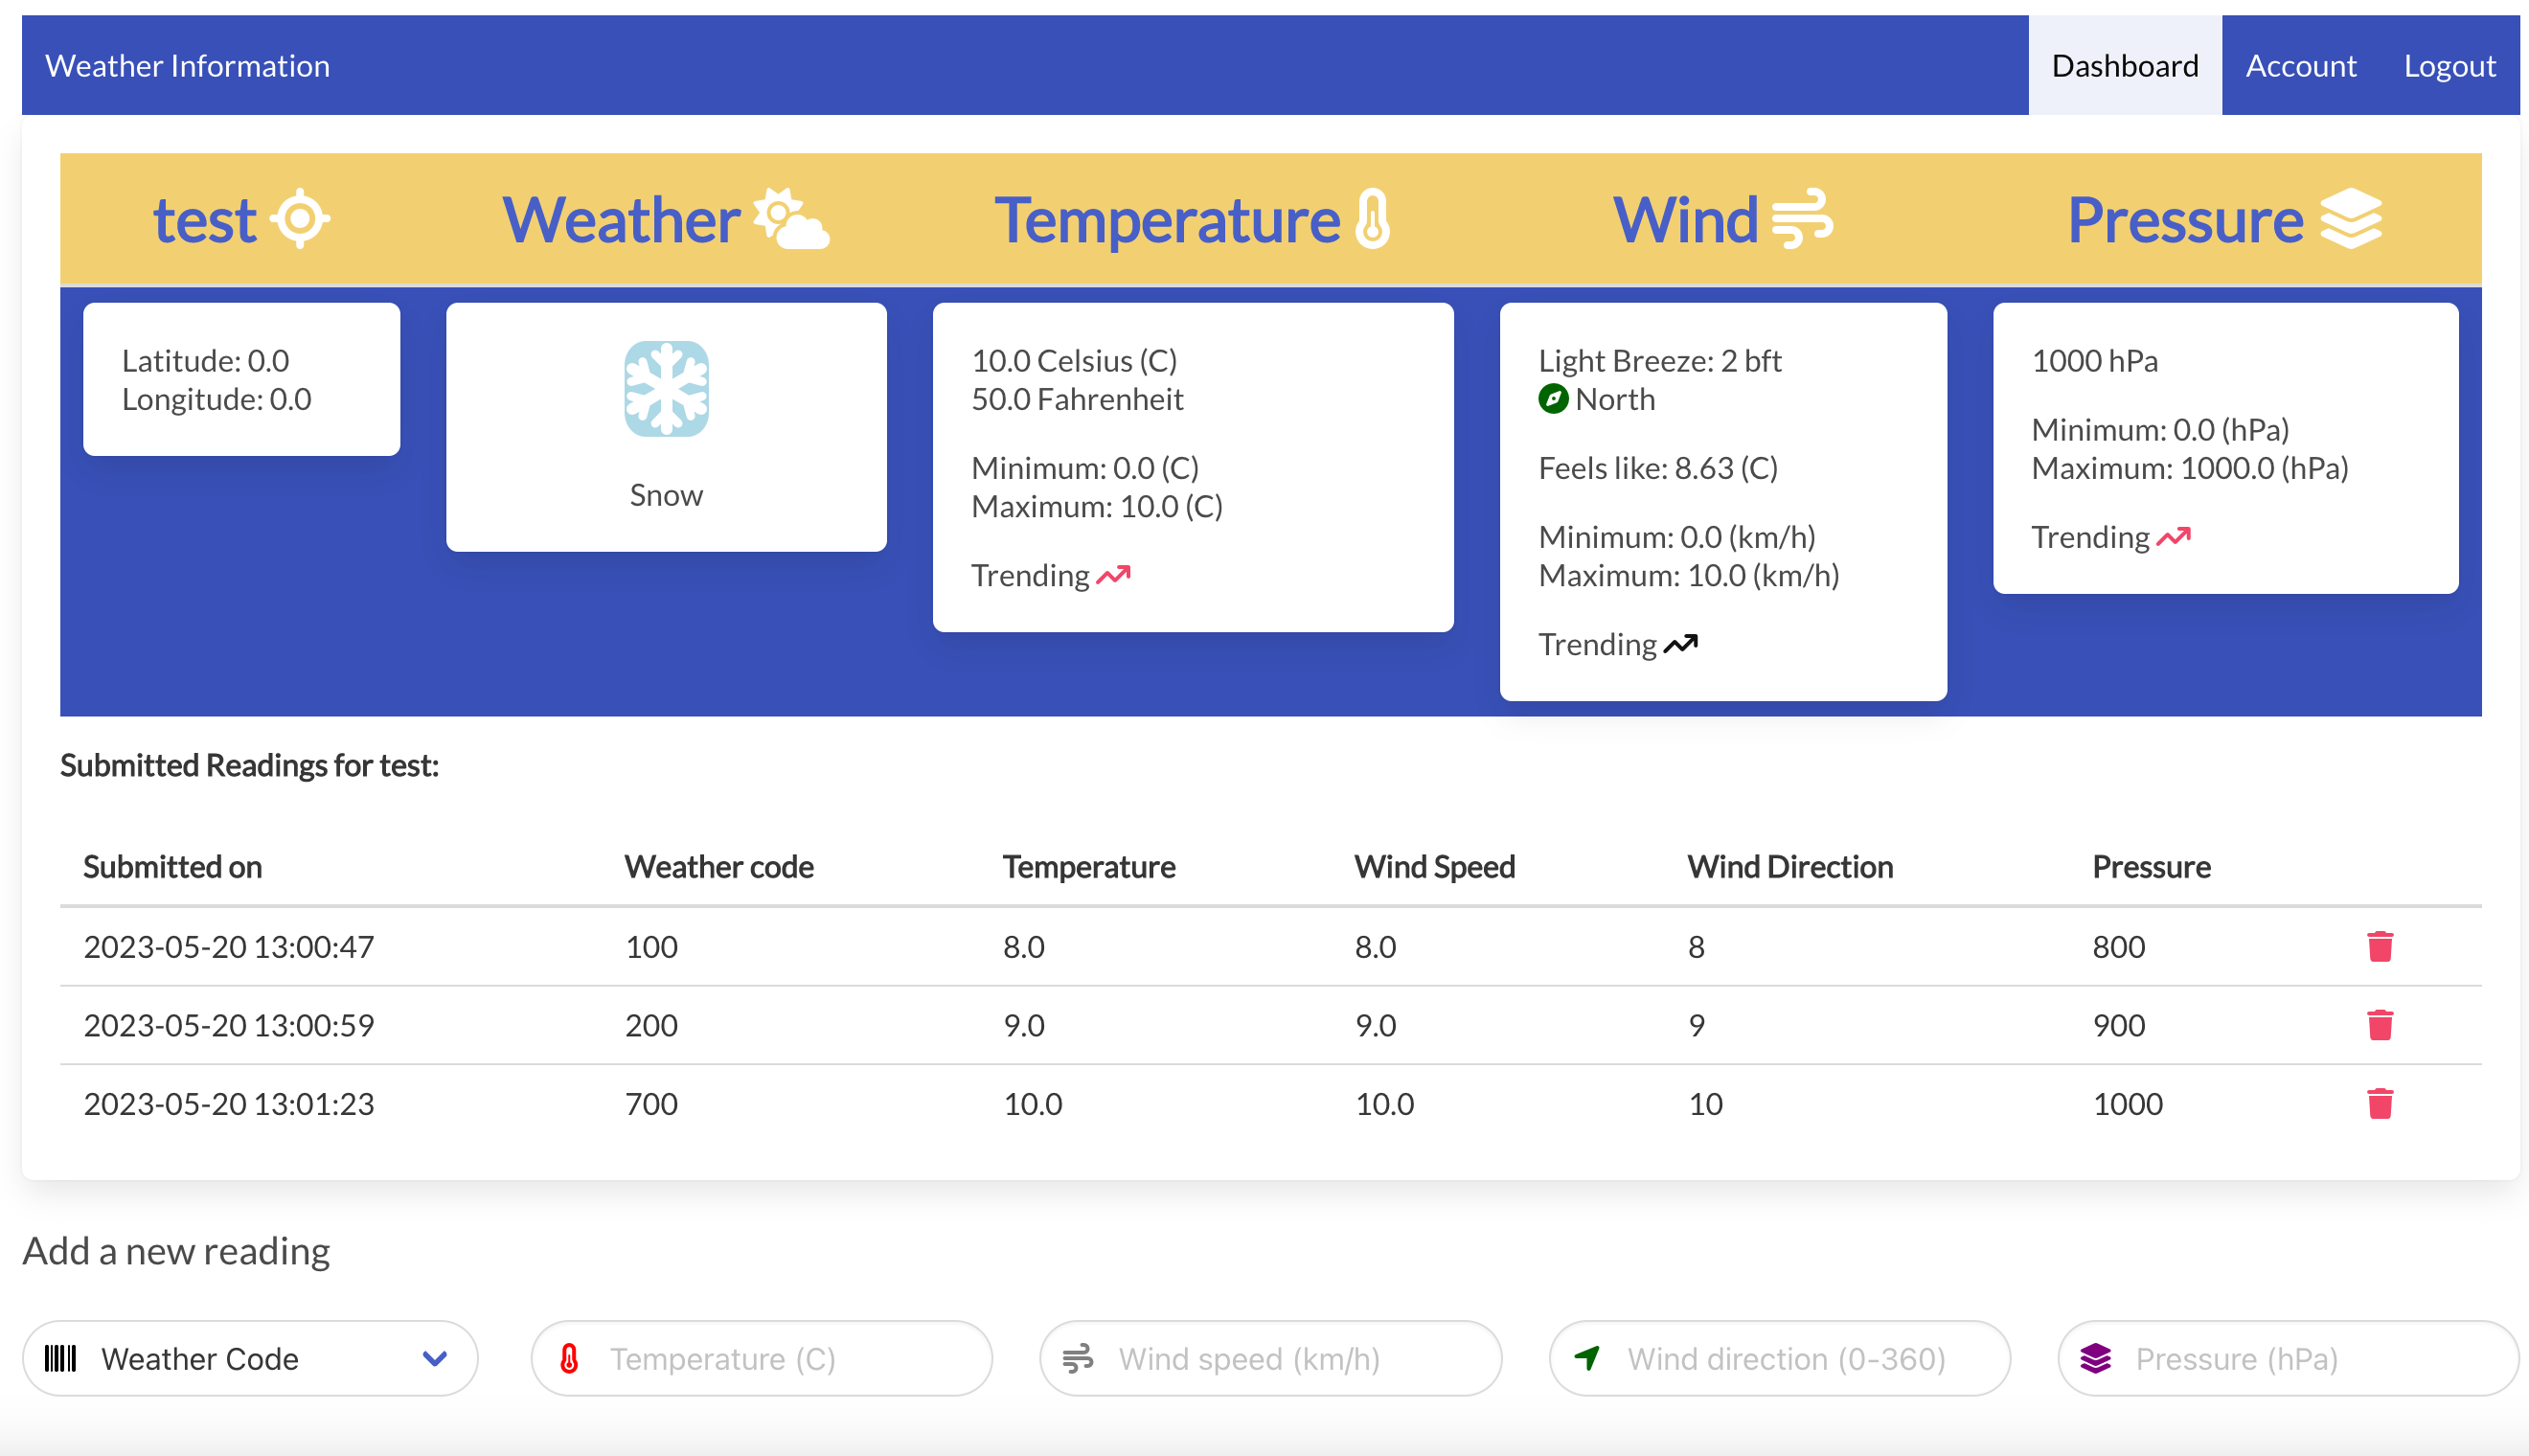 Weather Information Dashboard Account Logout
test Weather Temperature Wind Pressure
Latitude: 0.0
Longitude: 0.0
Snow
10.0 Celsius (C)
50.0 Fahrenheit
Minimum: 0.0 (C)
Maximum: 10.0 (C)
Trending
Light Breeze: 2 bft
North
Feels like: 8.63 (C)
Minimum: 0.0 (km/h)
Maximum: 10.0 (km/h)
Trending
1000 hPa
Minimum: 0.0 (hPa)
Maximum: 1000.0 (hPa)
Trending
Submitted Readings for test:
Submitted on Weather code Temperature Wind Speed Wind Direction Pressure
2023-05-20 13:00:47 100 8.0 8.0 8 800
2023-05-20 13:00:59 200 9.0 9.0 9 900
2023-05-20 13:01:23 700 10.0 10.0 10 1000
Add a new reading
Weather Code Temperature (C) Wind speed (km/h) Wind direction (0-360) Pressure (hPa)